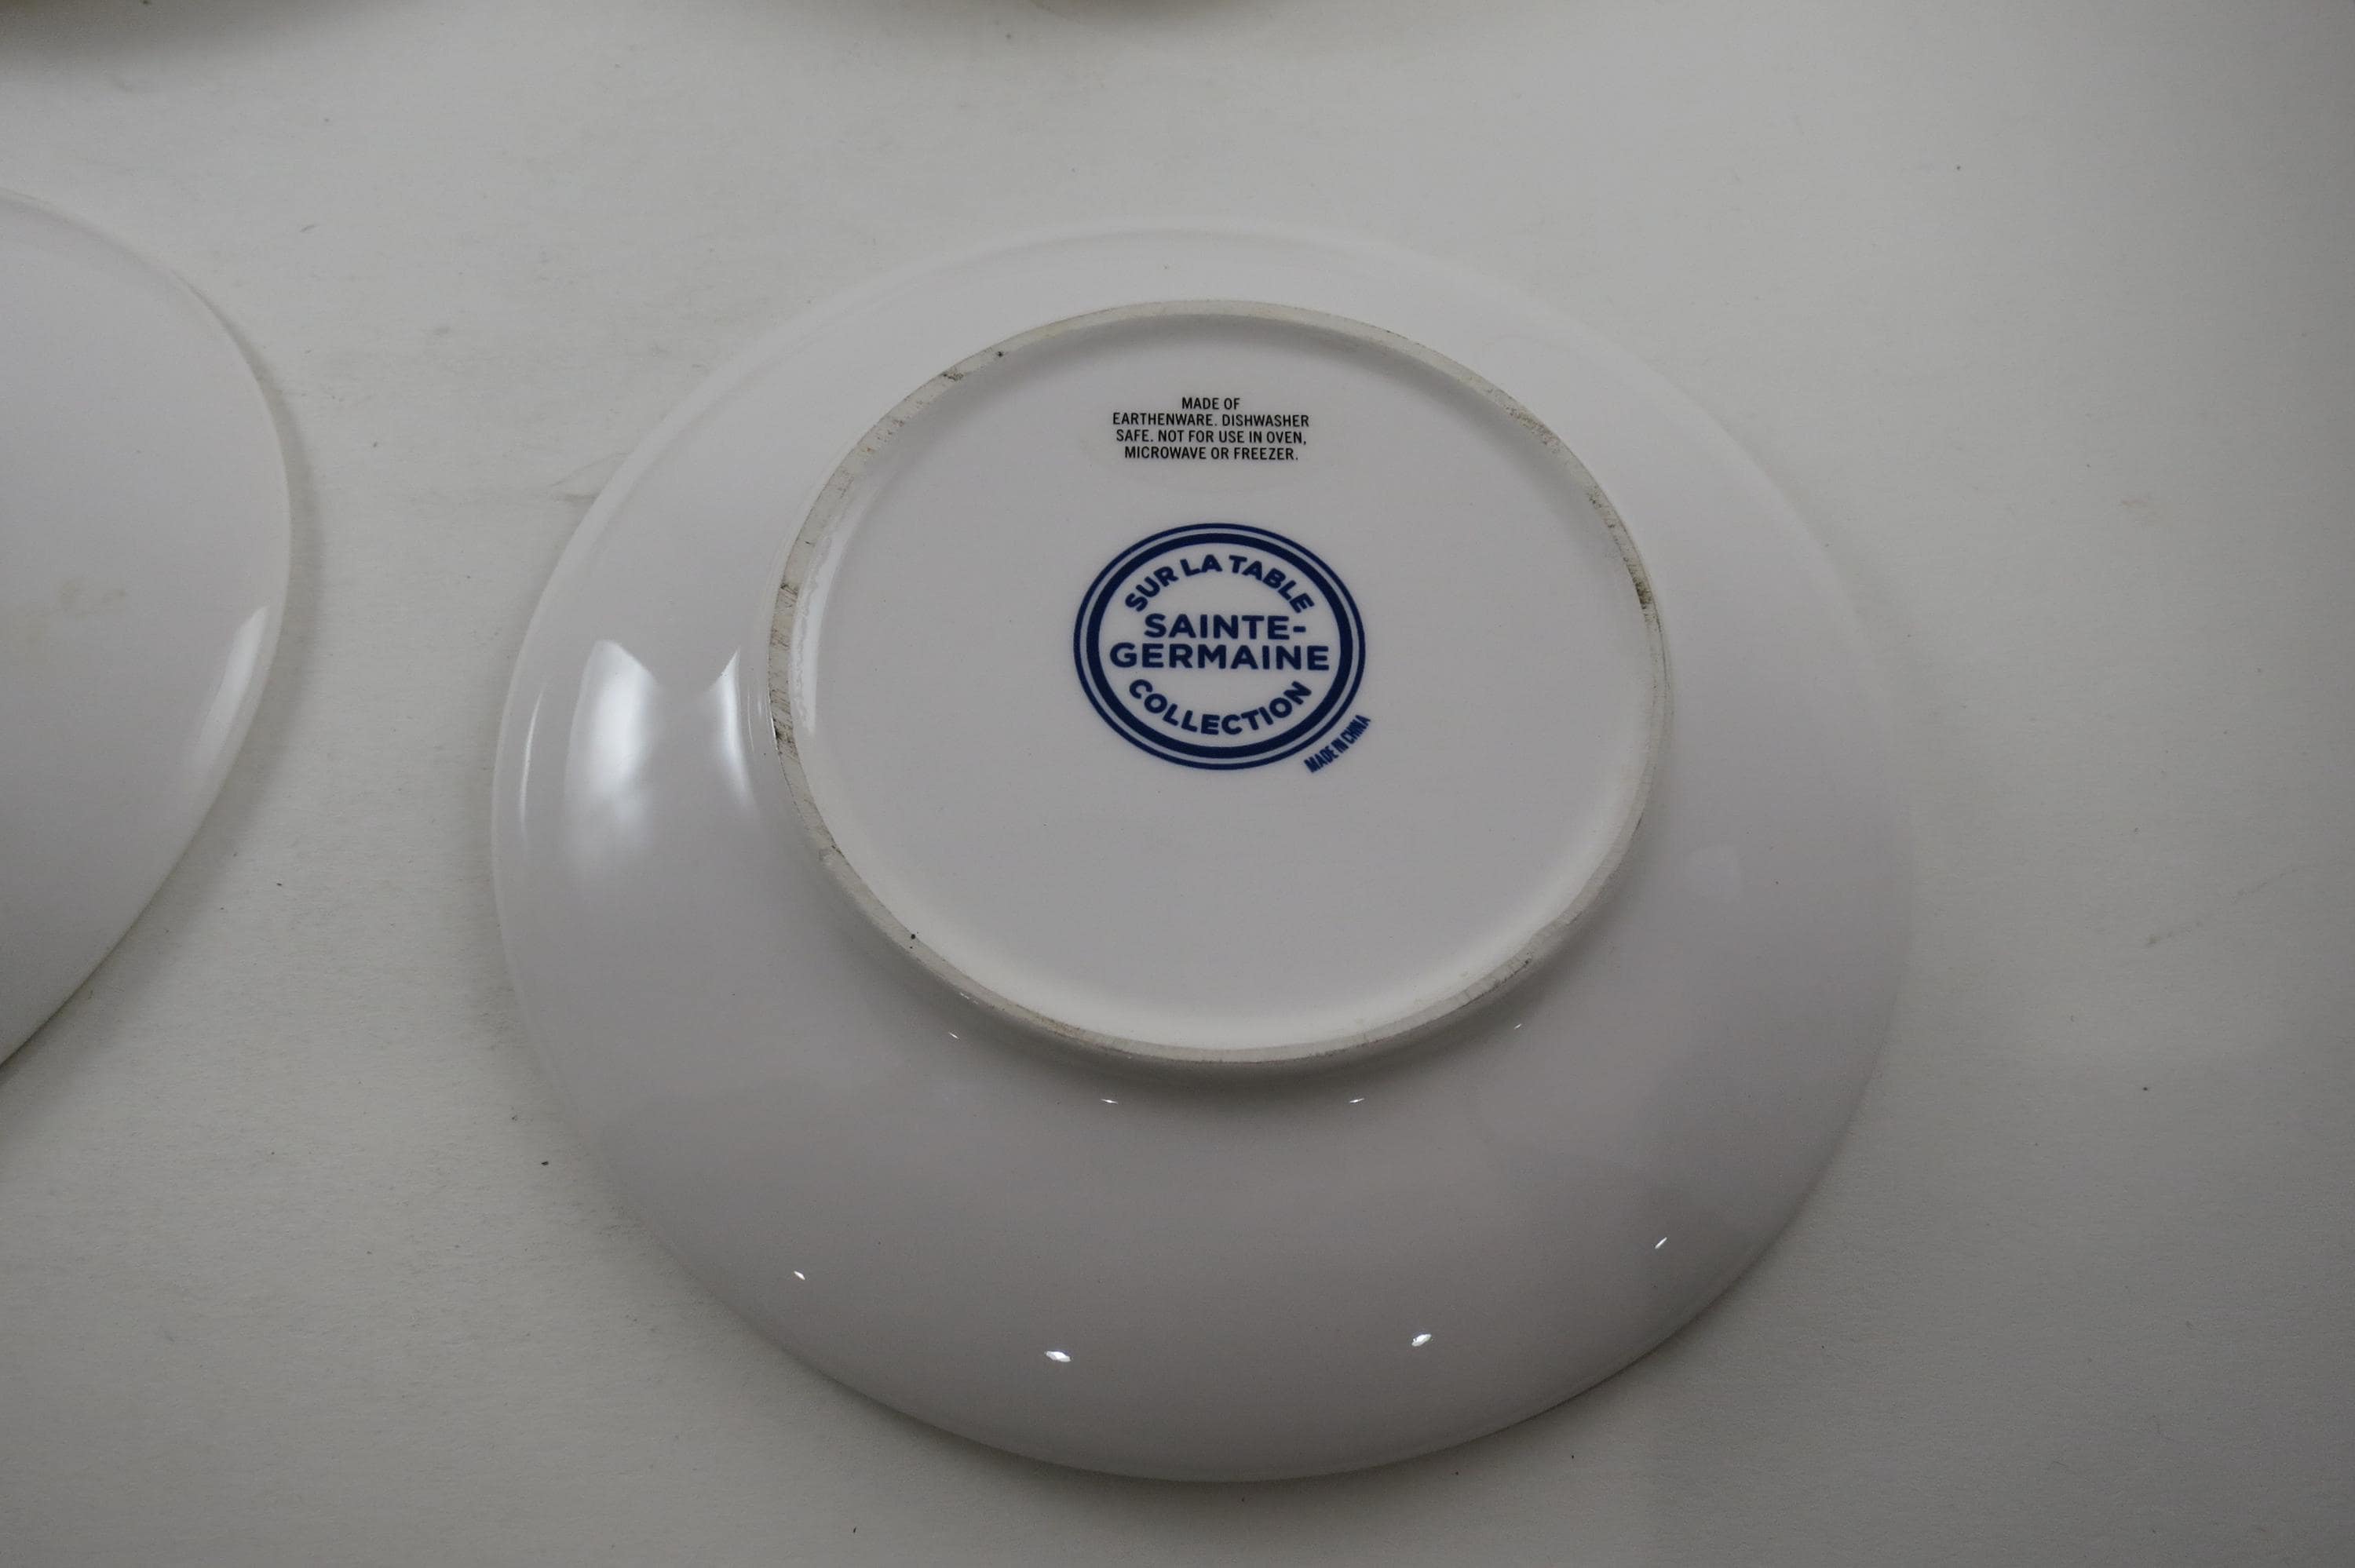 MADE OF
EARTHENWARE. DISHWASHER
SAFE. NOT FOR USE IN OVEN,
MICROWAVE OR FREEZER.
SUR LA TABLE
SAINTE-
GERMAINE
COLLECTION
MADE IN CHINA